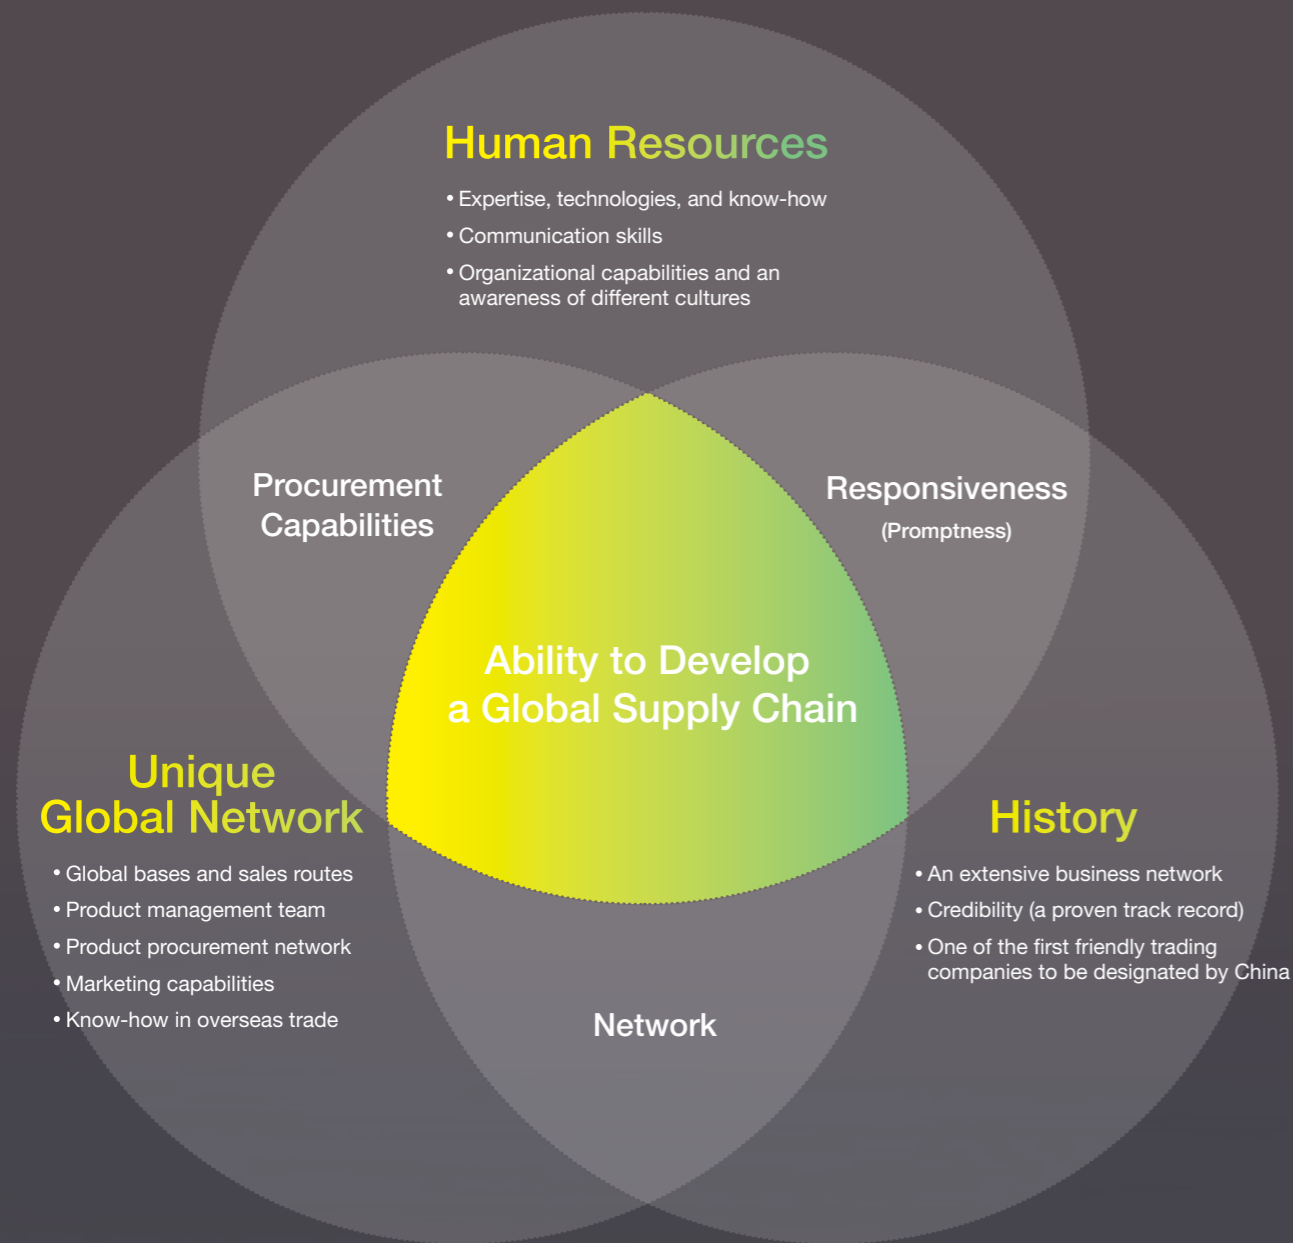 Human Resources
• Expertise, technologies, and know-how
• Communication skills
• Organizational capabilities and an
awareness of different cultures
Procurement
Capabilities
Responsiveness
(Promptness)
Ability to Develop
a Global Supply Chain
Unique
Global Network
• Global bases and sales routes
• Product management team
• Product procurement network
• Marketing capabilities
• Know-how in overseas trade
History
• An extensive business network
• Credibility (a proven track record)
• One of the first friendly trading
companies to be designated by China
Network